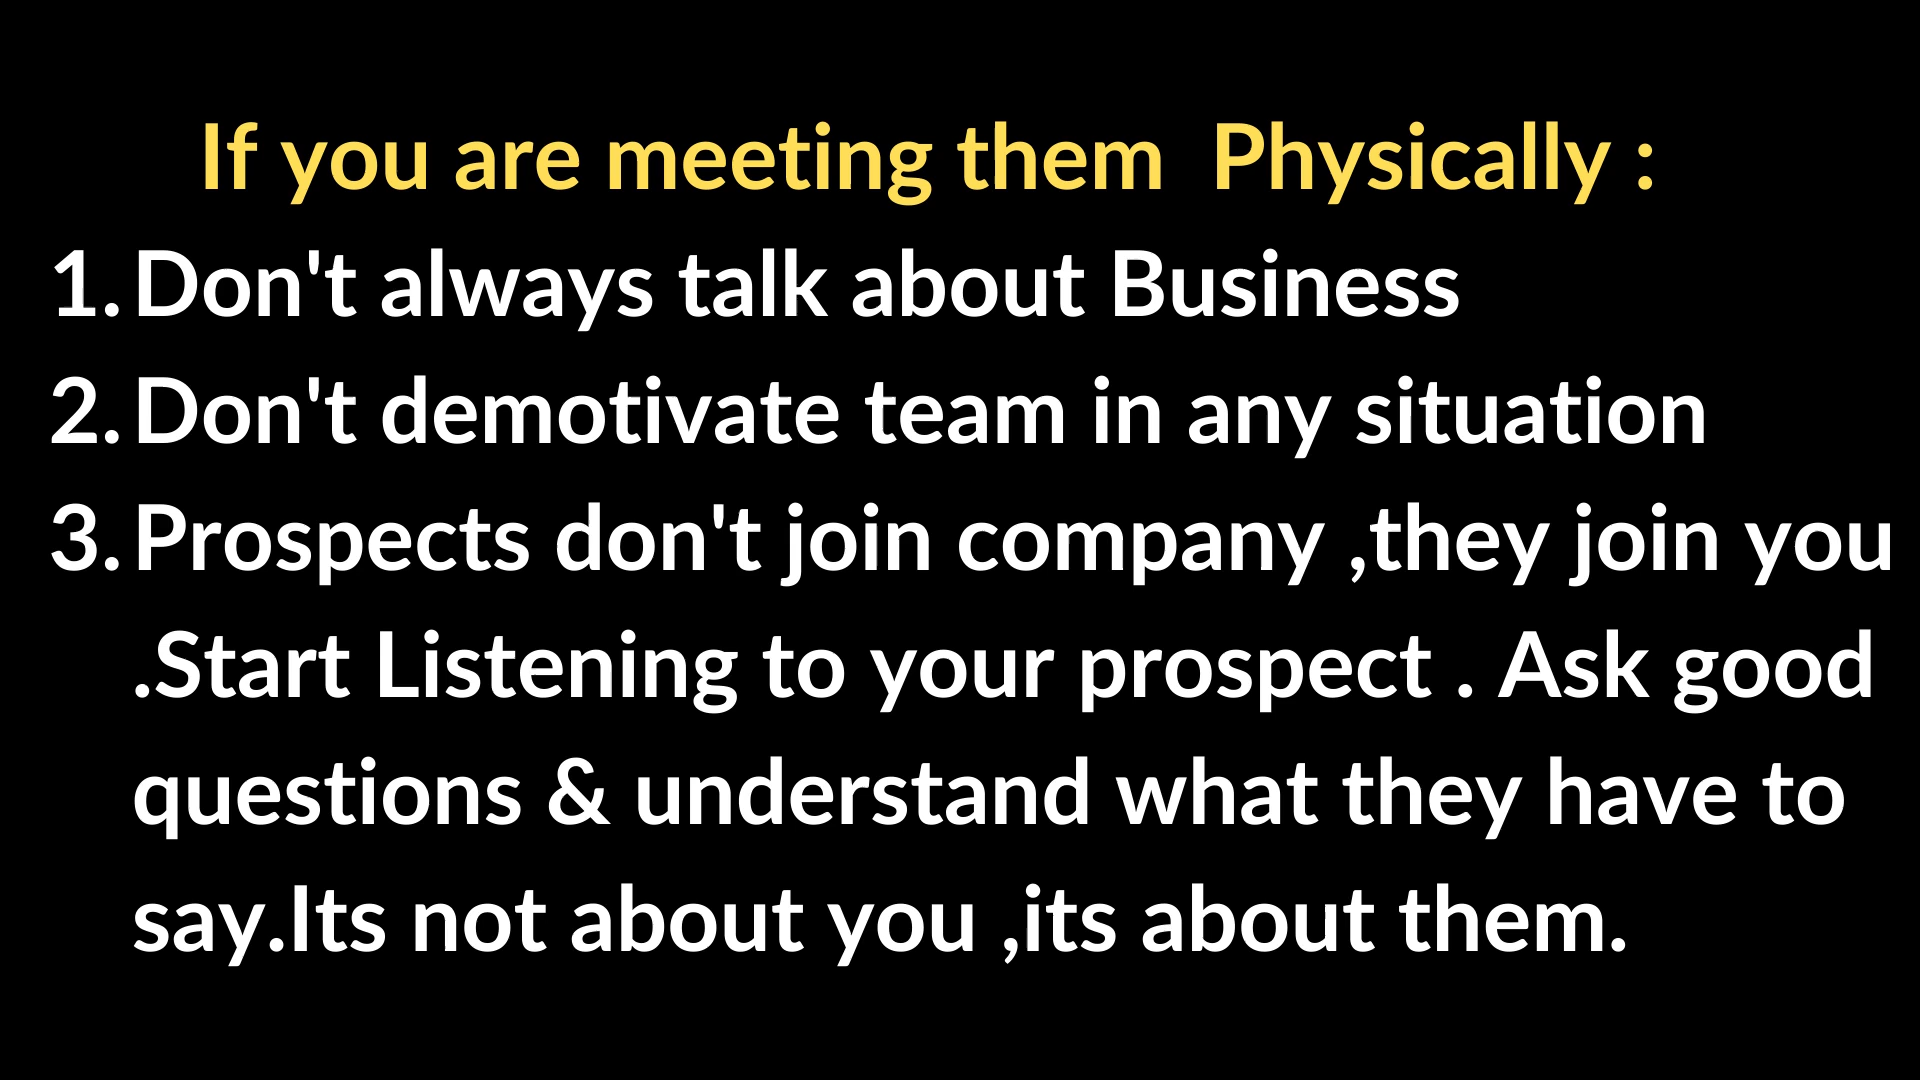 If you are meeting them  Physically :
1. Don't always talk about Business
2. Don't demotivate team in any situation
3. Prospects don't join company ,they join you
.Start Listening to your prospect . Ask good
questions & understand what they have to
say.Its not about you ,its about them.